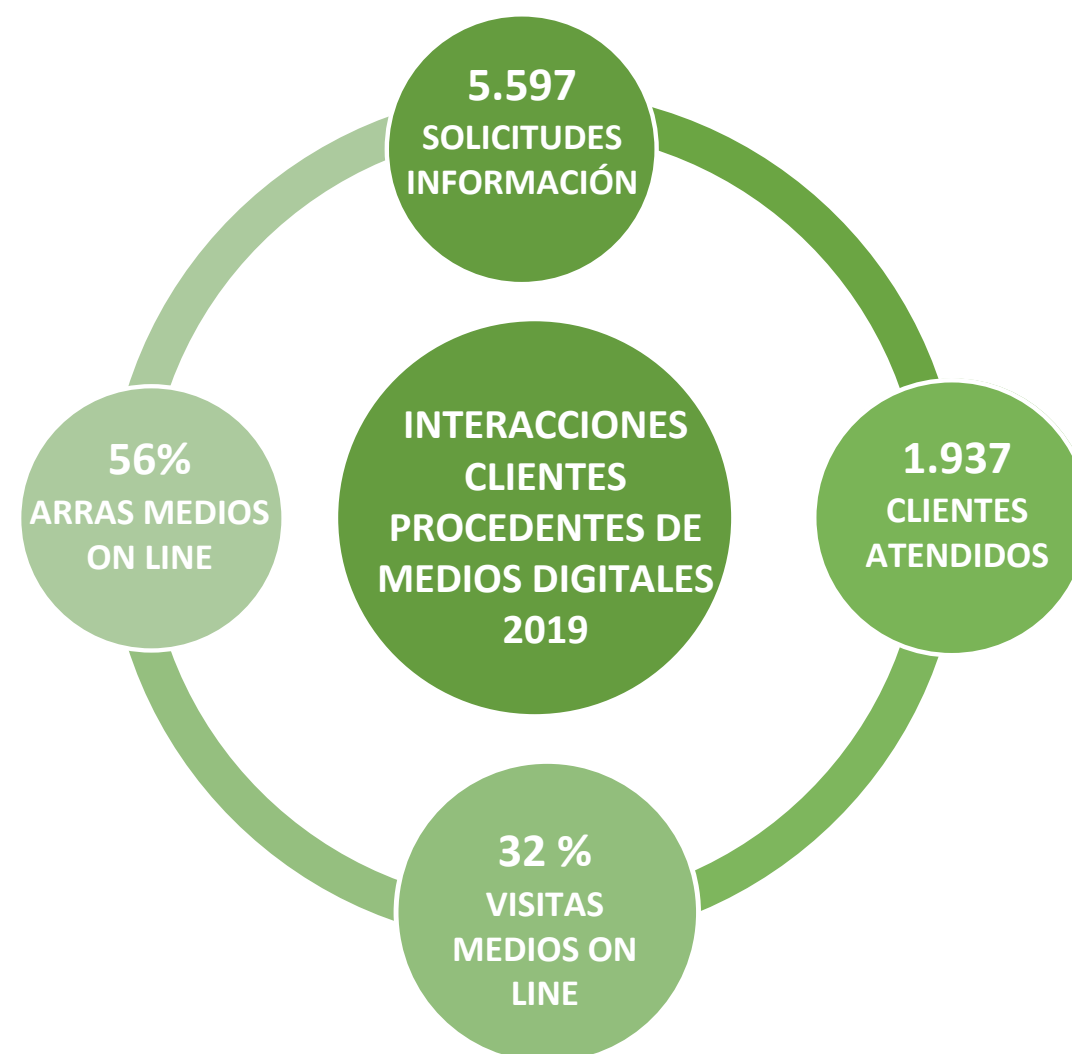 5.597
SOLICITUDES
INFORMACIÓN
INTERACCIONES
CLIENTES
PROCEDENTES DE
MEDIOS DIGITALES
2019
56%
ARRAS MEDIOS
ON LINE
1.937
CLIENTES
ATENDIDOS
32 %
VISITAS
MEDIOS ON
LINE